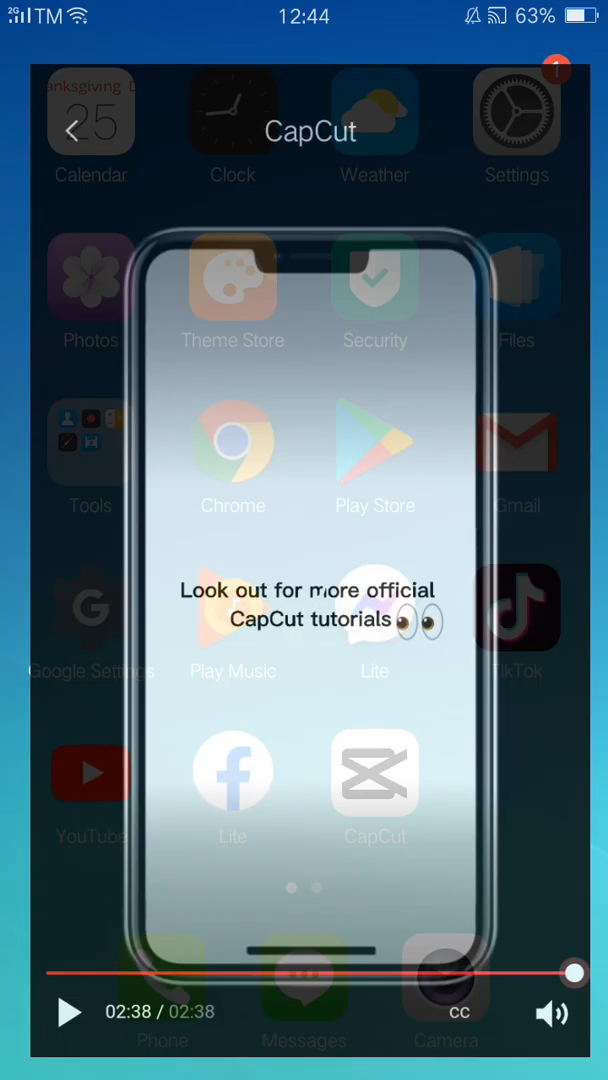 2G TM 12:44 63%
anksgiving D
25
1
CapCut
Calendar Clock Weather Settings
Photos Theme Store Security Files
Tools Chrome Play Store Gmail
Look out for more official
CapCut tutorials
Google Settings Play Music Lite TikTok
YouTube Lite CapCut
02:38 / 02:38 CC
Phone Messages Camera